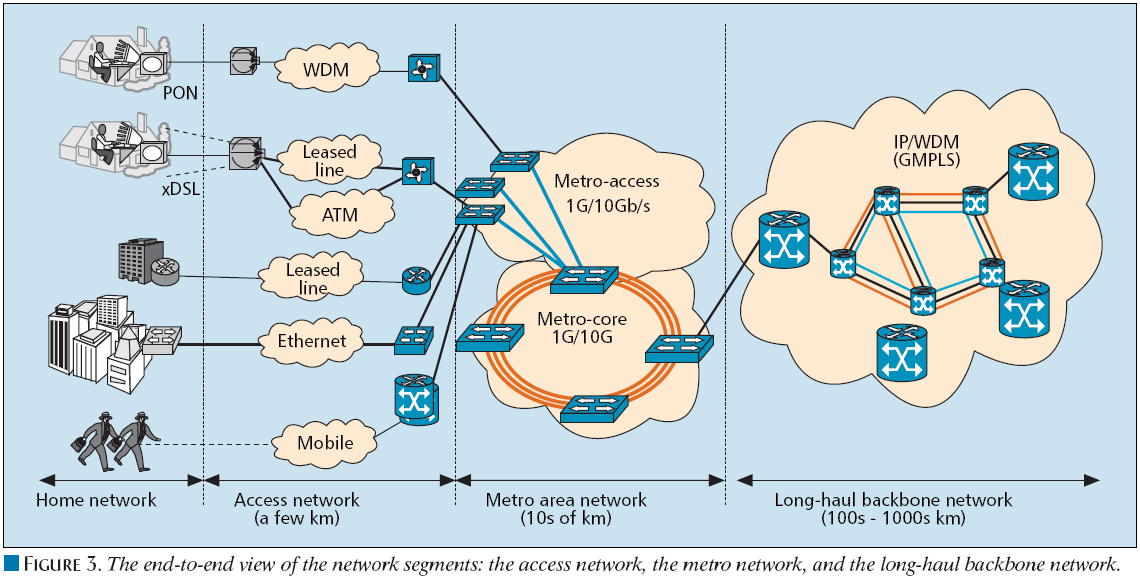 PON
WDM
xDSL
Leased
line
ATM
Leased
line
Ethernet
Mobile
Metro-access
1G/10Gb/s
Metro-core
1G/10G
IP/WDM
(GMPLS)
Home network
Access network
(a few km)
Metro area network
(10s of km)
Long-haul backbone network
(100s - 1000s km)
FIGURE 3. The end-to-end view of the network segments: the access network, the metro network, and the long-haul backbone network.